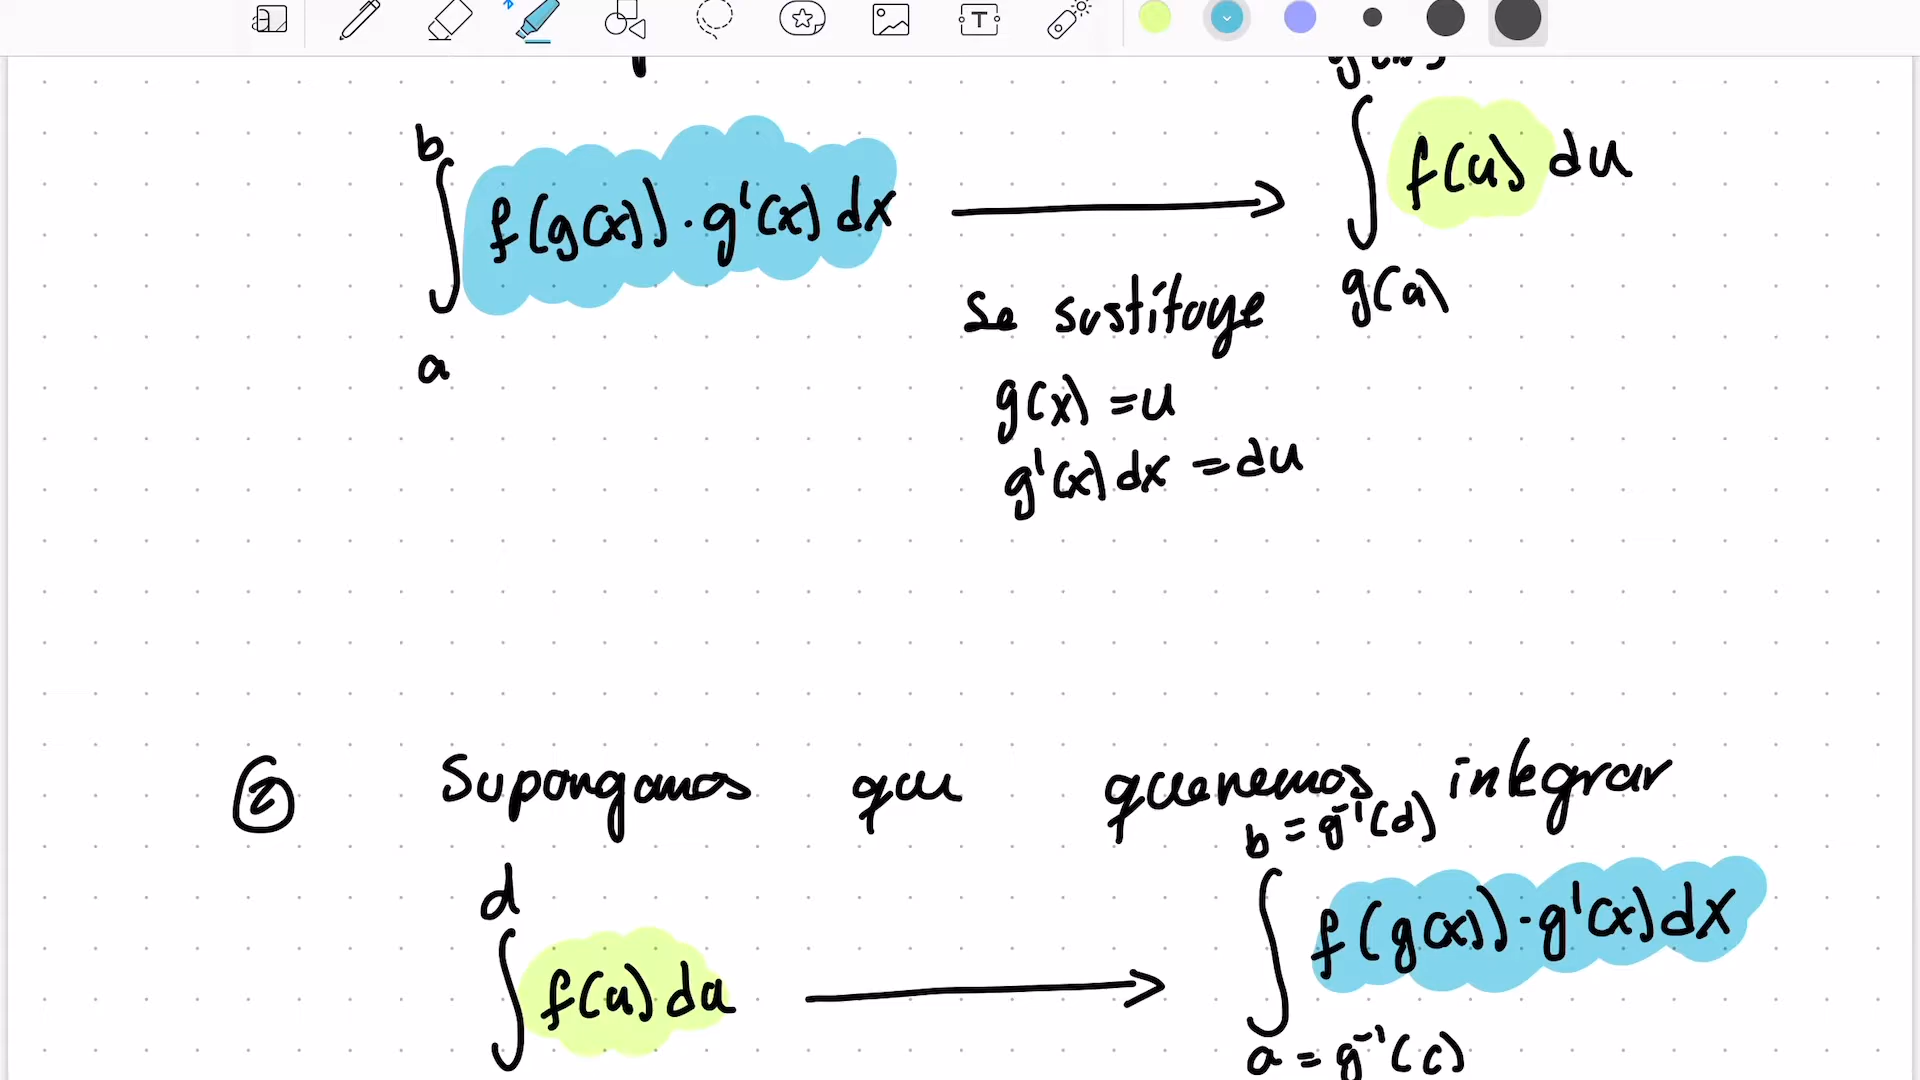 b
∫ f(g(x)) · g'(x) dx
a
∫ f(u) du
g(a)
Se sustituye
g(x) = u
g'(x) dx = du
② Supongamos que queremos integrar
d
∫ f(u) du
b = g⁻¹(d)
∫ f(g(x)) · g'(x) dx
a = g⁻¹(c)